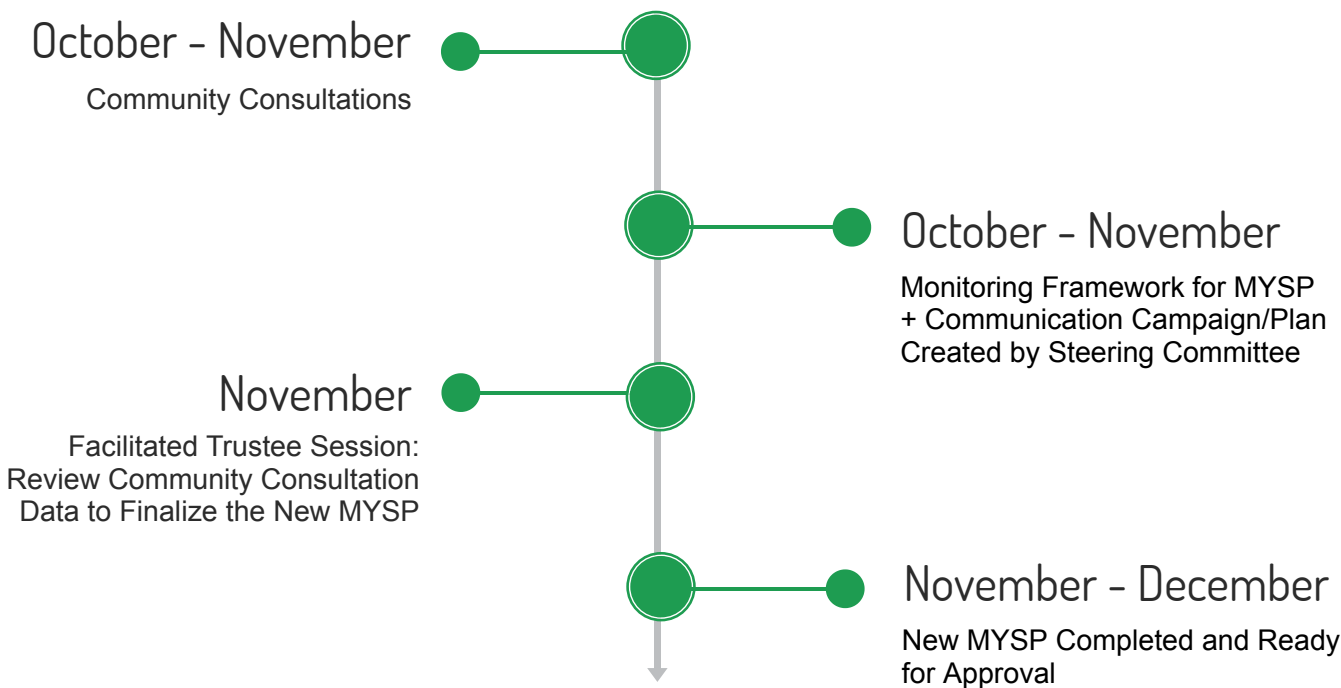 October - November
Community Consultations
October - November
Monitoring Framework for MYSP
+ Communication Campaign/Plan
Created by Steering Committee
November
Facilitated Trustee Session:
Review Community Consultation
Data to Finalize the New MYSP
November - December
New MYSP Completed and Ready
for Approval